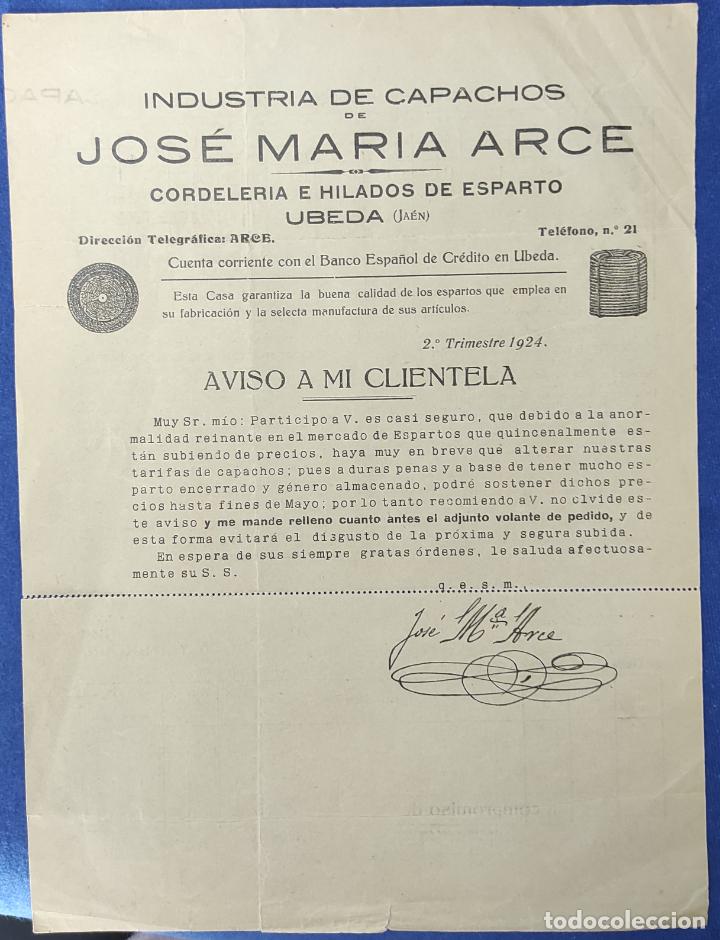 INDUSTRIA DE CAPACHOS
DE
JOSÉ MARIA ARCE
CORDELERIA E HILADOS DE ESPARTO
UBEDA (JAÉN)
Dirección Telegráfica: ARCE.
Teléfono, n.º 21
Cuenta corriente con el Banco Español de Crédito en Ubeda.
Esta Casa garantiza la buena calidad de los espartos que emplea en
su fabricación y la selecta manufactura de sus artículos.
2.º Trimestre 1924.
AVISO A MI CLIENTELA
Muy Sr. mío: Participo a V. es casi seguro, que debido a la anor-
malidad reinante en el mercado de Espartos que quincenalmente es-
tán subiendo de precios, haya muy en breve que alterar nuestras
tarifas de capachos; pues a duras penas y a base de tener mucho es-
parto encerrado y género almacenado, podré sostener dichos pre-
cios hasta fines de Mayo; por lo tanto recomiendo a V. no clvide es-
te aviso y me mande relleno cuanto antes el adjunto volante de pedido, y de
esta forma evitará el disgusto de la próxima y segura subida.
En espera de sus siempre gratas órdenes, le saluda afectuosa-
mente su S. S.
q. e. s. m.,
José Mª Arce
compromiso d
todocoleccion